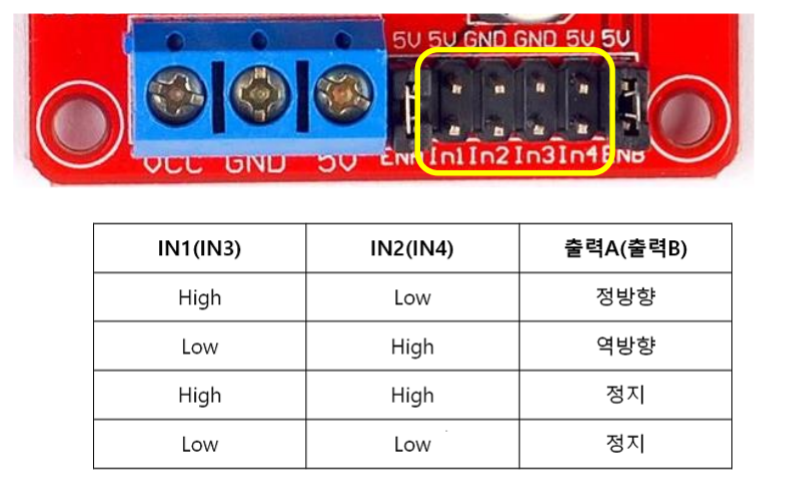 5V 5V GND GND 5V 5V
VCC GND 5V ENA In1 In2 In3 In4 ENB
IN1(IN3) IN2(IN4) 출력A(출력B)
High Low 정방향
Low High 역방향
High High 정지
Low Low 정지